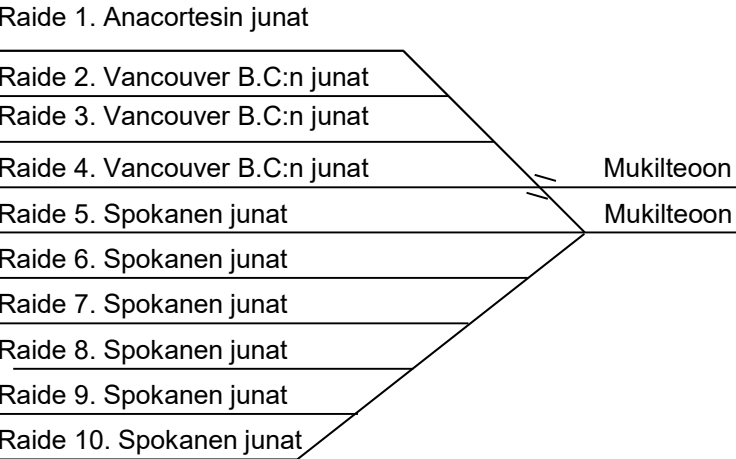 Raide 1. Anacortesin junat
Raide 2. Vancouver B.C:n junat
Raide 3. Vancouver B.C:n junat
Raide 4. Vancouver B.C:n junat
Mukilteoon
Raide 5. Spokanen junat
Mukilteoon
Raide 6. Spokanen junat
Raide 7. Spokanen junat
Raide 8. Spokanen junat
Raide 9. Spokanen junat
Raide 10. Spokanen junat